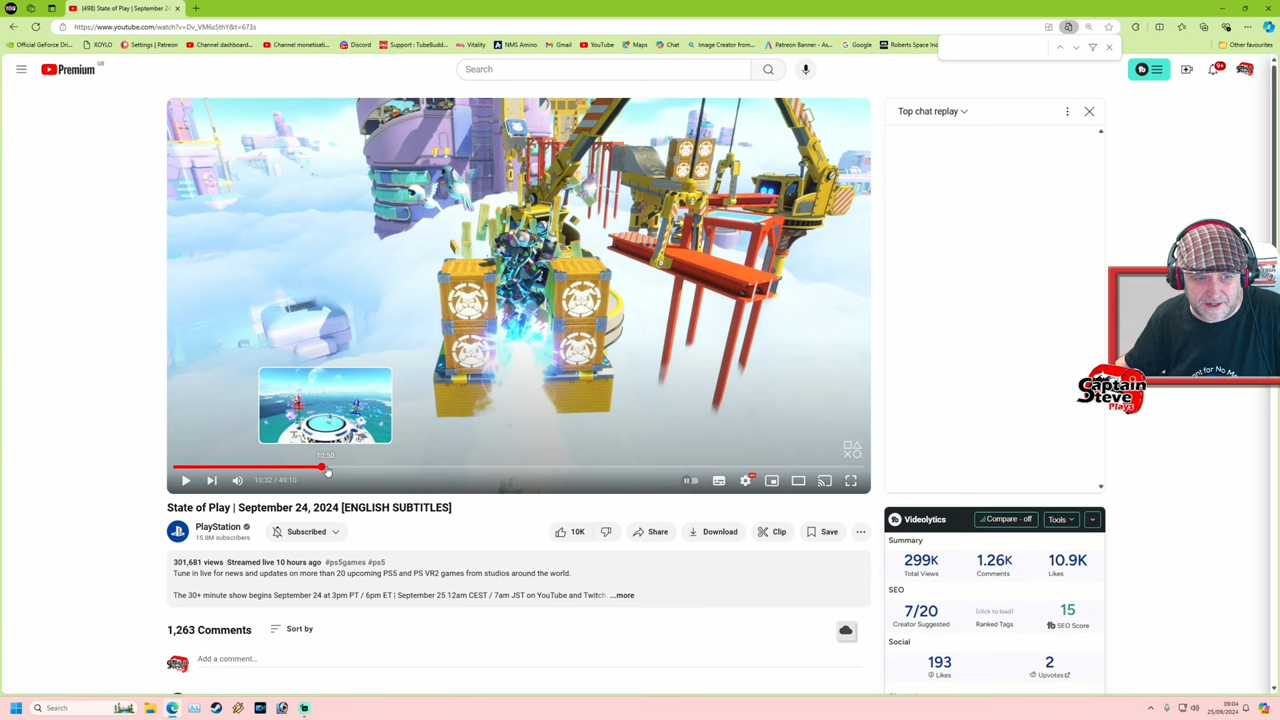 (498) State of Play | September 24
https://www.youtube.com/watch?v=Dv_VM6s5thY&t=673s
Official GeForce Dri... XOYLO Settings | Patreon Channel dashboard... Channel monetisati... Discord Support : TubeBudd... Vitality NMS Amino Gmail YouTube Maps Chat Image Creator from... Patreon Banner - As... Google Roberts Space Ind Other favourites
Premium GB
Search
9+
Top chat replay
10:50
10:32 / 49:10
State of Play | September 24, 2024 [ENGLISH SUBTITLES]
PlayStation
15.8M subscribers
Subscribed
10K
Share
Download
Clip
Save
301,681 views Streamed live 10 hours ago #ps5games #ps5
Tune in live for news and updates on more than 20 upcoming PS5 and PS VR2 games from studios around the world.
The 30+ minute show begins September 24 at 3pm PT / 6pm ET | September 25 12am CEST / 7am JST on YouTube and Twitch ...more
1,263 Comments
Sort by
Add a comment...
Videolytics
Compare - off
Tools
Summary
299K 1.26K 10.9K
Total Views Comments Likes
SEO
7/20 (click to load) 15
Creator Suggested Ranked Tags SEO Score
Social
193 2
Likes Upvotes
Captain
Steve
Plays
Search
09:04
25/09/2024